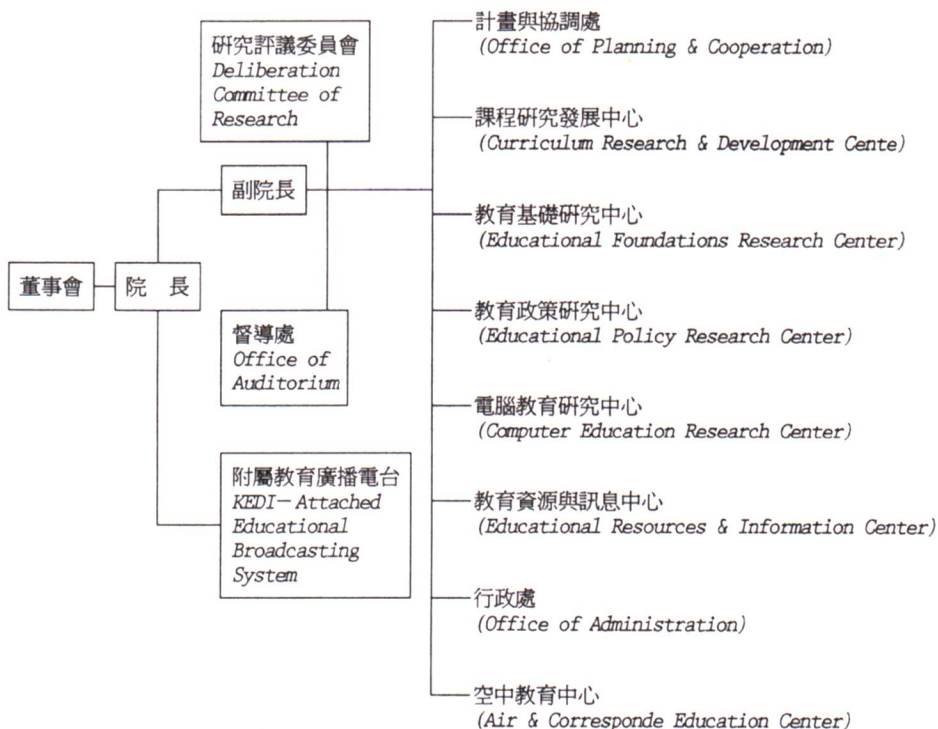 研究評議委員會
Deliberation
Committee of
Research
副院長
董事會
院 長
督導處
Office of
Auditorium
附屬教育廣播電台
KEDI-Attached
Educational
Broadcasting
System
計畫與協調處
(Office of Planning & Cooperation)
課程研究發展中心
(Curriculum Research & Development Cente)
教育基礎研究中心
(Educational Foundations Research Center)
教育政策研究中心
(Educational Policy Research Center)
電腦教育研究中心
(Computer Education Research Center)
教育資源與訊息中心
(Educational Resources & Information Center)
行政處
(Office of Administration)
空中教育中心
(Air & Corresponde Education Center)